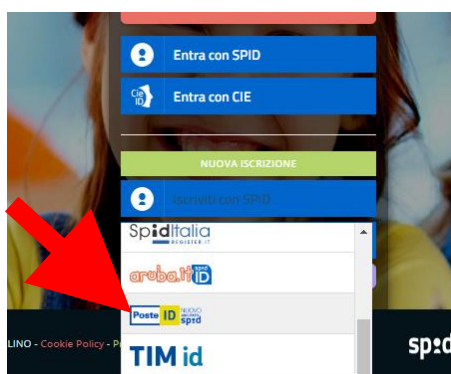 Entra con SPID
CIE iD Entra con CIE
NUOVA ISCRIZIONE
Iscriviti con SPID
SpidItalia
REGISTER.IT
aruba.it spid ID
Poste ID NUOVO spid
TIM id
LINO - Cookie Policy - P
sp:d